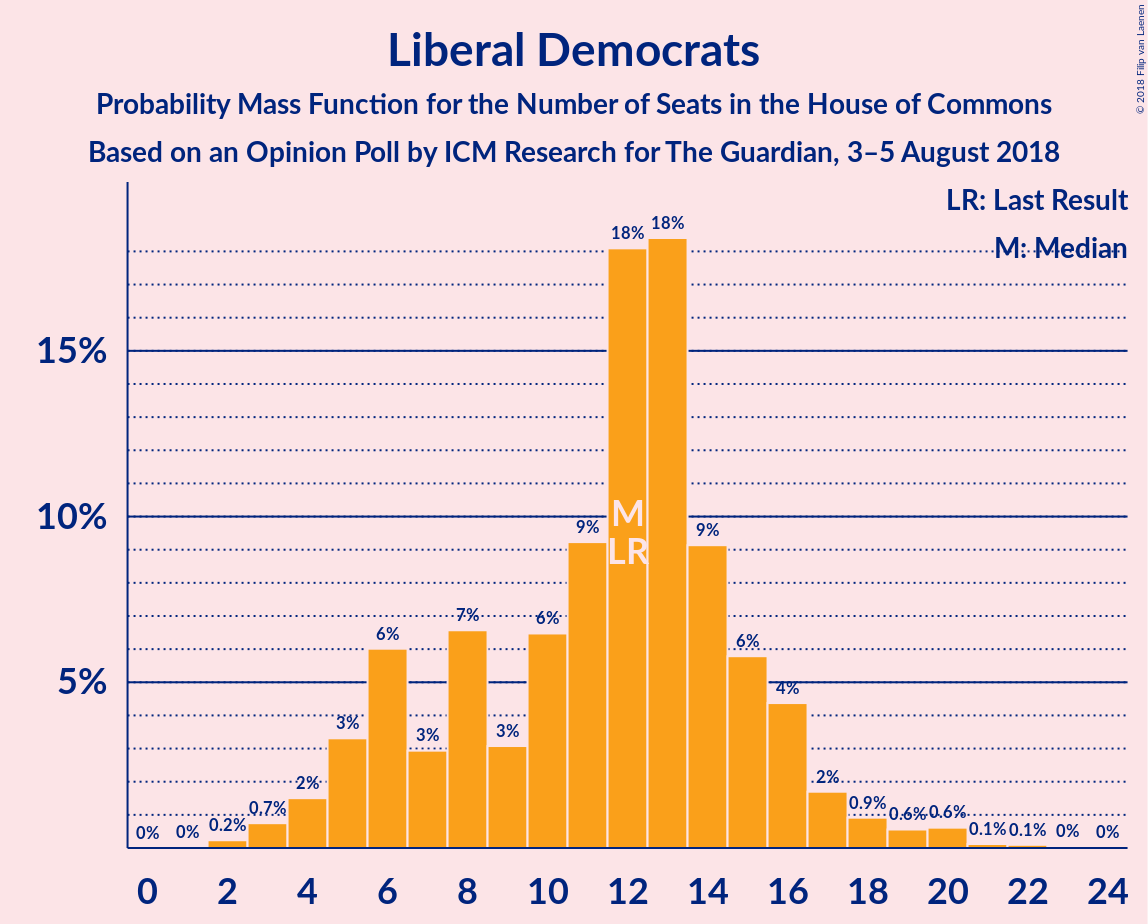 Liberal Democrats
Probability Mass Function for the Number of Seats in the House of Commons
Based on an Opinion Poll by ICM Research for The Guardian, 3–5 August 2018
© 2018 Filip van Laenen
LR: Last Result
M: Median
15%
10%
5%
0% 0% 0.2% 0.7% 2% 3% 6% 3% 7% 3% 6% 9% 18% 18% 9% 6% 4% 2% 0.9% 0.6% 0.6% 0.1% 0.1% 0% 0%
M
LR
0 2 4 6 8 10 12 14 16 18 20 22 24